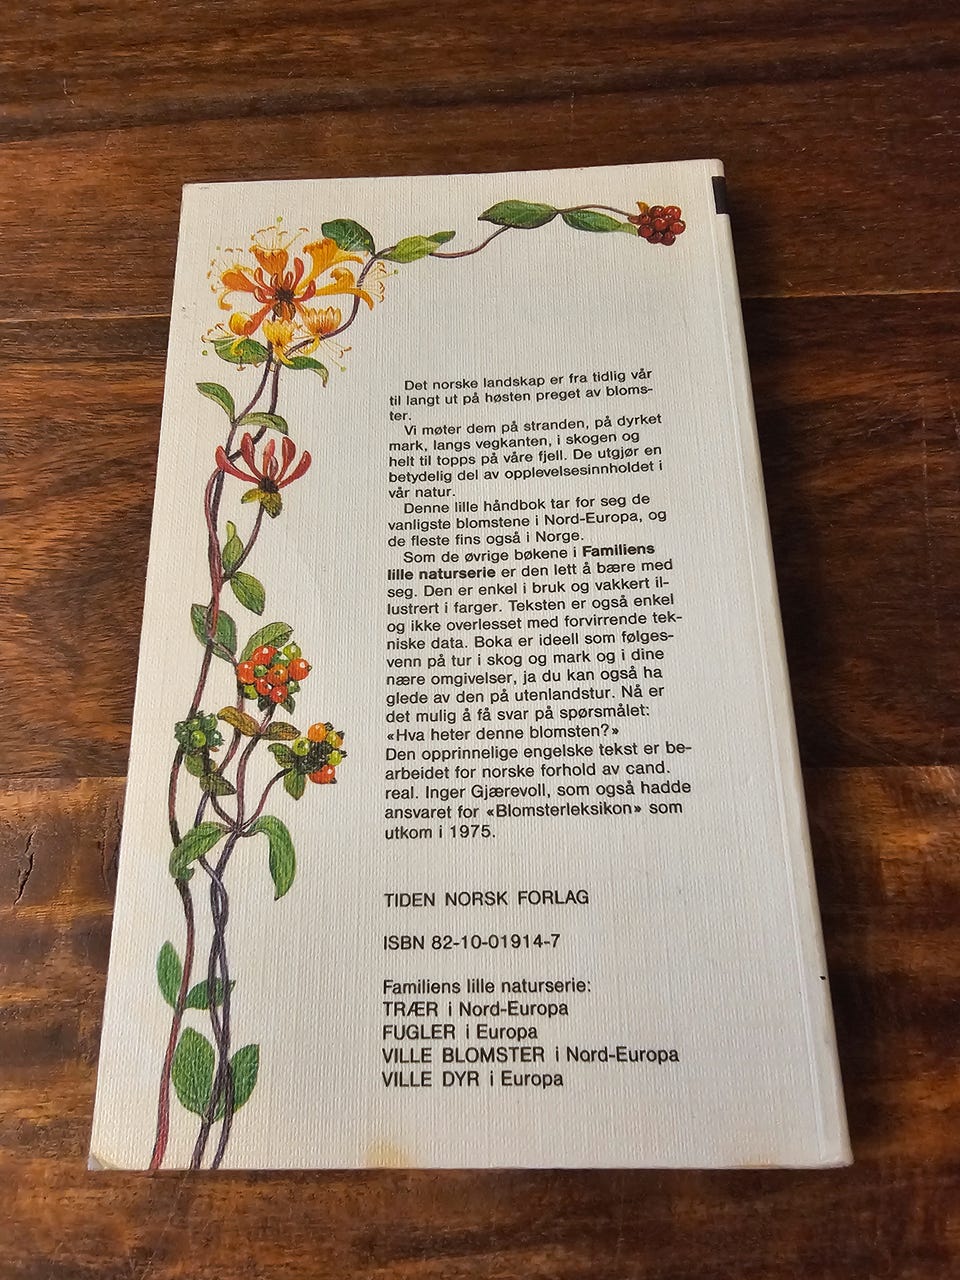 Det norske landskap er fra tidlig vår
til langt ut på høsten preget av bloms-
ter.
Vi møter dem på stranden, på dyrket
mark, langs vegkanten, i skogen og
helt til topps på våre fjell. De utgjør en
betydelig del av opplevelsesinnholdet i
vår natur.
Denne lille håndbok tar for seg de
vanligste blomstene i Nord-Europa, og
de fleste fins også i Norge.
Som de øvrige bøkene i Familiens
lille naturserie er den lett å bære med
seg. Den er enkel i bruk og vakkert il-
lustrert i farger. Teksten er også enkel
og ikke overlesset med forvirrende tek-
niske data. Boka er ideell som følges-
venn på tur i skog og mark og i dine
nære omgivelser, ja du kan også ha
glede av den på utenlandstur. Nå er
det mulig å få svar på spørsmålet:
«Hva heter denne blomsten?»
Den opprinnelige engelske tekst er be-
arbeidet for norske forhold av cand.
real. Inger Gjærevoll, som også hadde
ansvaret for «Blomsterleksikon» som
utkom i 1975.
TIDEN NORSK FORLAG
ISBN 82-10-01914-7
Familiens lille naturserie:
TRÆR i Nord-Europa
FUGLER i Europa
VILLE BLOMSTER i Nord-Europa
VILLE DYR i Europa